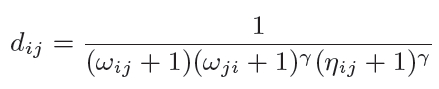 d_{ij} = \frac{1}{(\omega_{ij} + 1)(\omega_{ji} + 1)^{\gamma}(\eta_{ij} + 1)^{\gamma}}